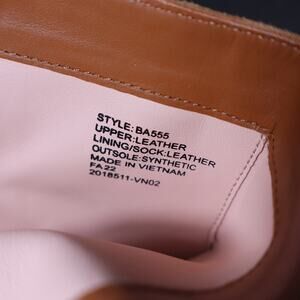 STYLE:BA555
UPPER:LEATHER
LINING/SOCK:LEATHER
OUTSOLE:SYNTHETIC
MADE IN VIETNAM
FA22
2018511-VN02